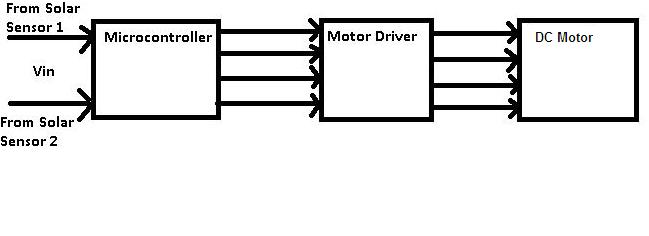 From Solar
Sensor 1
Microcontroller
Motor Driver
DC Motor
Vin
From Solar
Sensor 2